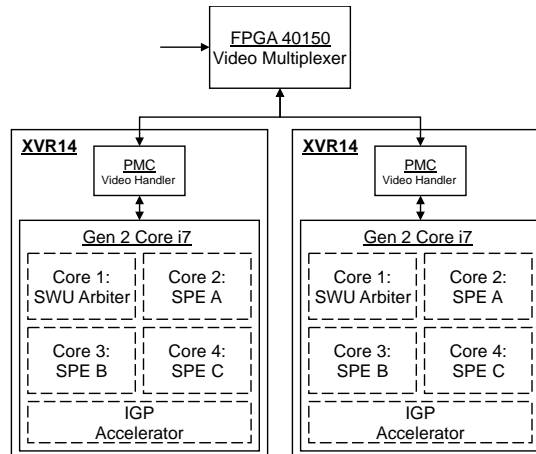 FPGA 40150
Video Multiplexer
XVR14
PMC
Video Handler
Gen 2 Core i7
Core 1:
SWU Arbiter
Core 2:
SPE A
Core 3:
SPE B
Core 4:
SPE C
IGP
Accelerator
XVR14
PMC
Video Handler
Gen 2 Core i7
Core 1:
SWU Arbiter
Core 2:
SPE A
Core 3:
SPE B
Core 4:
SPE C
IGP
Accelerator